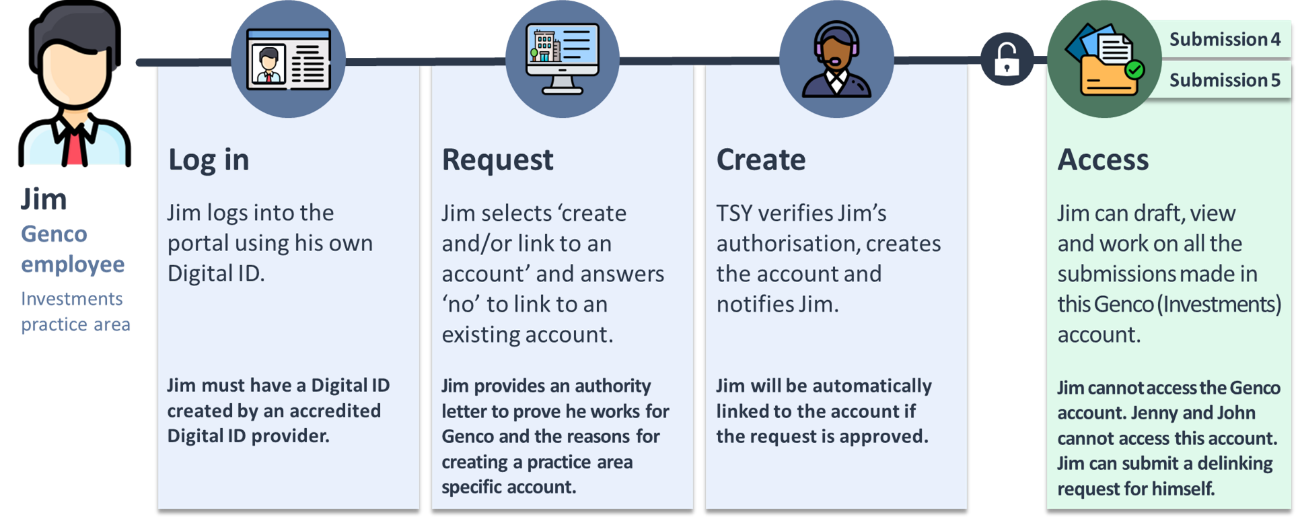 Jim
Genco
employee
Investments
practice area
Log in
Jim logs into the
portal using his own
Digital ID.
Jim must have a Digital ID
created by an accredited
Digital ID provider.
Request
Jim selects ‘create
and/or link to an
account’ and answers
‘no’ to link to an
existing account.
Jim provides an authority
letter to prove he works for
Genco and the reasons for
creating a practice area
specific account.
Create
TSY verifies Jim’s
authorisation, creates
the account and
notifies Jim.
Jim will be automatically
linked to the account if
the request is approved.
Submission 4
Submission 5
Access
Jim can draft, view
and work on all the
submissions made in
this Genco (Investments)
account.
Jim cannot access the Genco
account. Jenny and John
cannot access this account.
Jim can submit a delinking
request for himself.